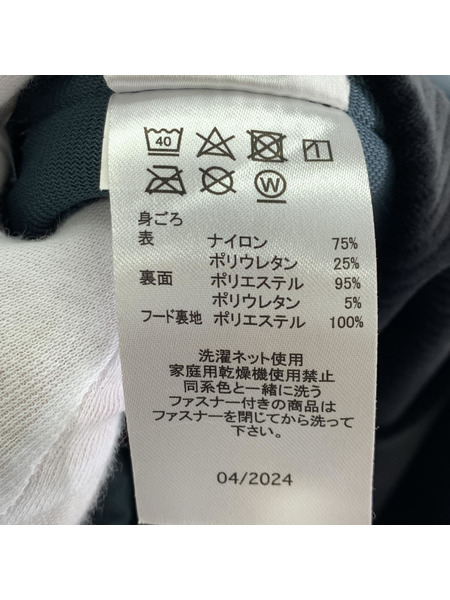 40
W
身ごろ
表 ナイロン 75%
ポリウレタン 25%
裏面 ポリエステル 95%
ポリウレタン 5%
フード裏地 ポリエステル 100%
洗濯ネット使用
家庭用乾燥機使用禁止
同系色と一緒に洗う
ファスナー付きの商品は
ファスナーを閉じてから洗って
下さい。
04/2024